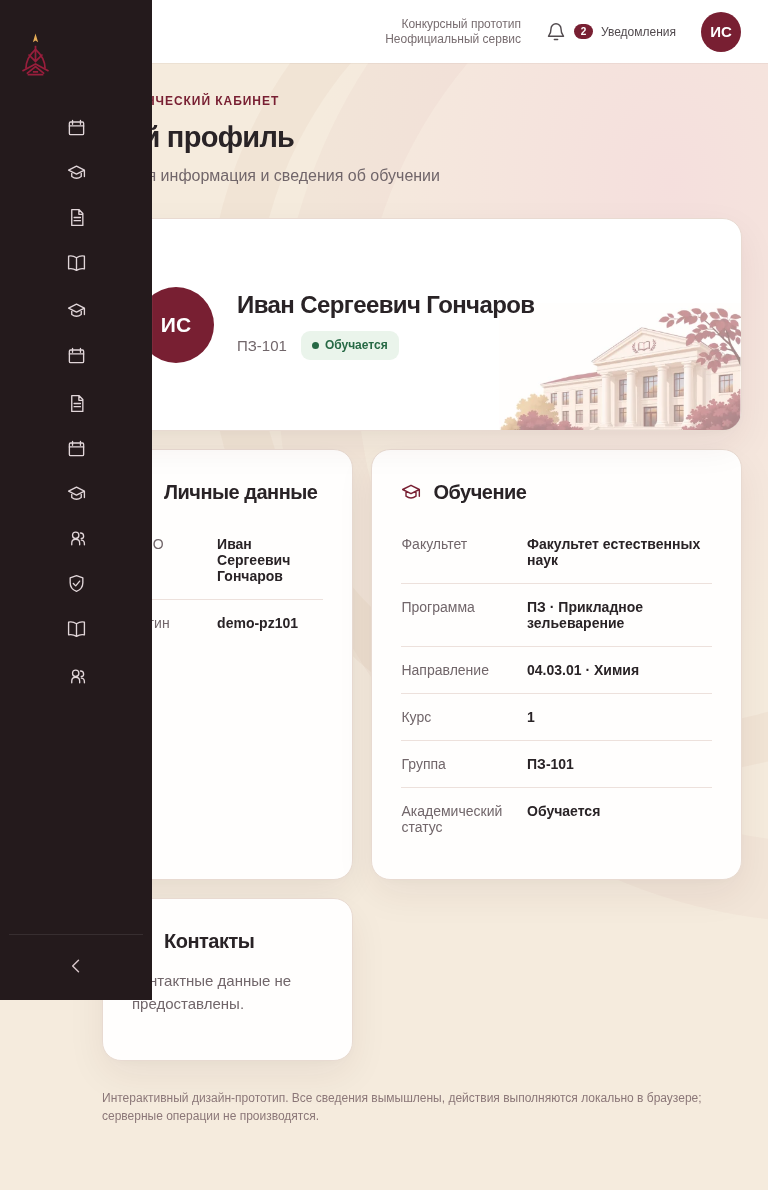 Конкурсный прототип
Неофициальный сервис
2
Уведомления
ИС
ИЧЕСКИЙ КАБИНЕТ
й профиль
я информация и сведения об обучении
ИС
Иван Сергеевич Гончаров
ПЗ-101
Обучается
Личные данные
О
Иван
Сергеевич
Гончаров
гин
demo-pz101
Обучение
Факультет
Факультет естественных
наук
Программа
ПЗ · Прикладное
зельеварение
Направление
04.03.01 · Химия
Курс
1
Группа
ПЗ-101
Академический
статус
Обучается
Контакты
нтактные данные не
предоставлены.
Интерактивный дизайн-прототип. Все сведения вымышлены, действия выполняются локально в браузере;
серверные операции не производятся.